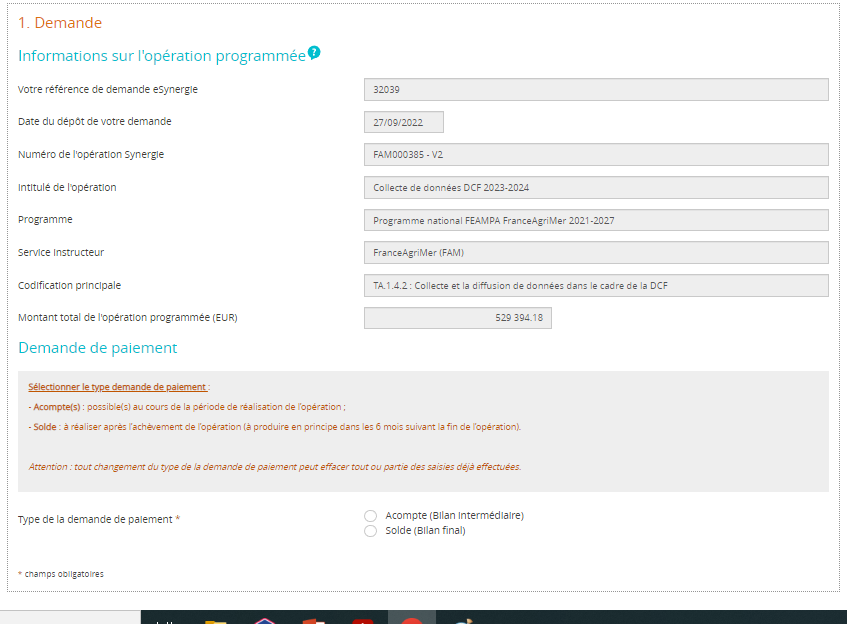 1. Demande
Informations sur l'opération programmée ?
Votre référence de demande eSynergie 32039
Date du dépôt de votre demande 27/09/2022
Numéro de l'opération Synergie FAM000385 - V2
Intitulé de l'opération Collecte de données DCF 2023-2024
Programme Programme national FEAMPA FranceAgriMer 2021-2027
Service Instructeur FranceAgriMer (FAM)
Codification principale TA.1.4.2 : Collecte et la diffusion de données dans le cadre de la DCF
Montant total de l'opération programmée (EUR) 529 394.18
Demande de paiement
Sélectionner le type demande de paiement :
- Acompte(s) : possible(s) au cours de la période de réalisation de l'opération ;
- Solde : à réaliser après l'achèvement de l'opération (à produire en principe dans les 6 mois suivant la fin de l'opération).
Attention : tout changement du type de la demande de paiement peut effacer tout ou partie des saisies déjà effectuées.
Type de la demande de paiement *
Acompte (Bilan Intermédiaire)
Solde (Bilan final)
* champs obligatoires